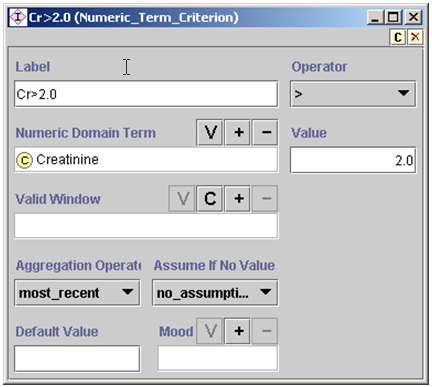 Cr>2.0 (Numeric_Term_Criterion)
C
Label
Operator
Cr>2.0
>
Numeric Domain Term
V + −
Value
C Creatinine
2.0
Valid Window
V C + −
Aggregation Operato
Assume If No Value
most_recent
no_assumpti...
Default Value
Mood
V + −